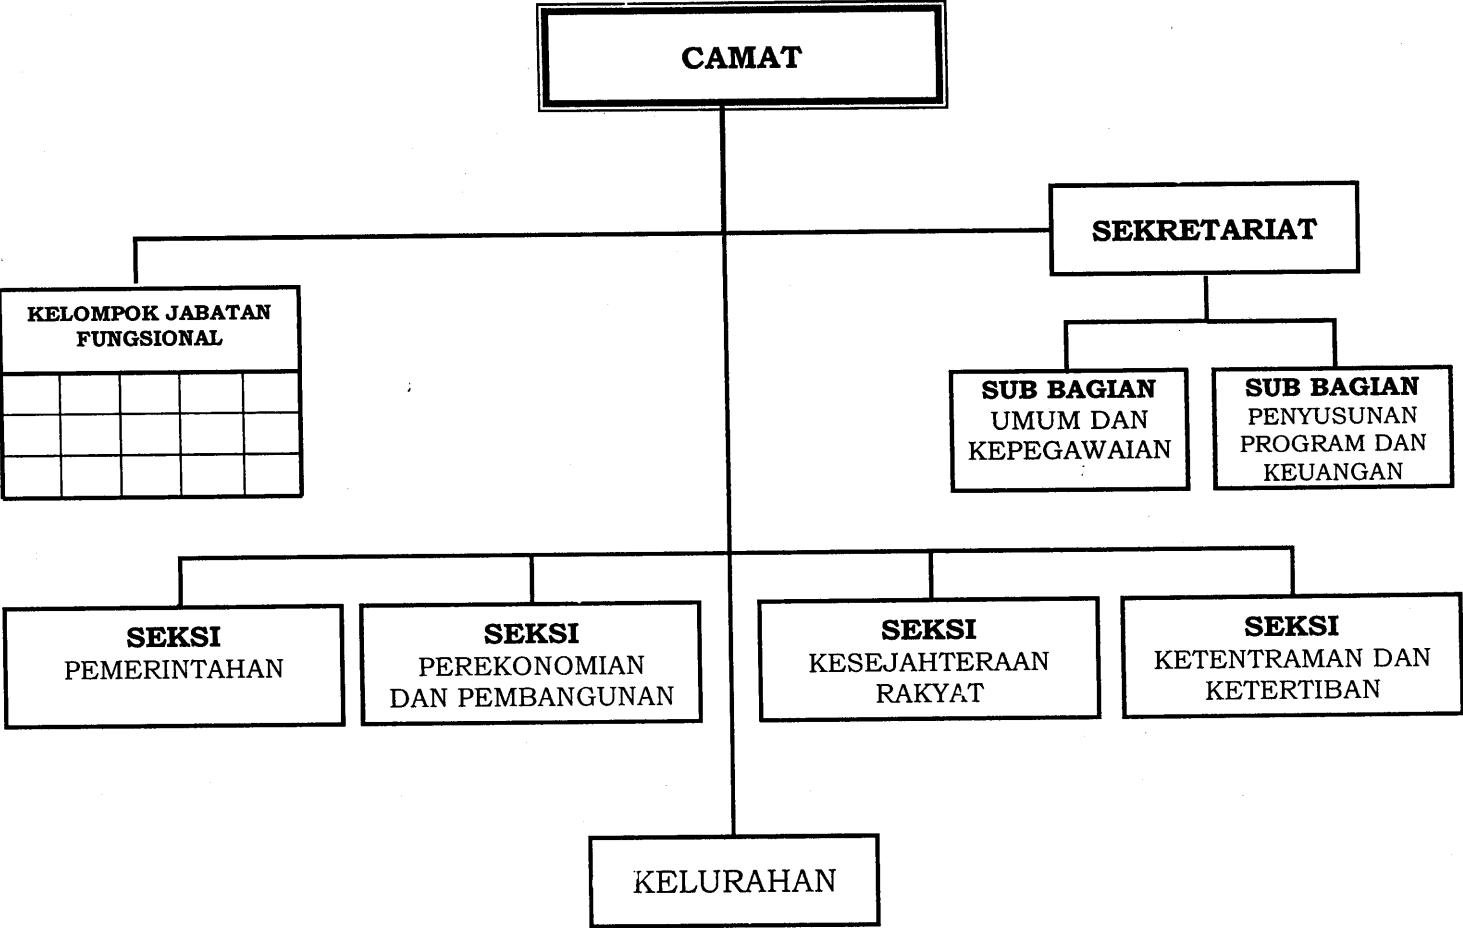 CAMAT
SEKRETARIAT
KELOMPOK JABATAN
FUNGSIONAL
SUB BAGIAN
UMUM DAN
KEPEGAWAIAN
SUB BAGIAN
PENYUSUNAN
PROGRAM DAN
KEUANGAN
SEKSI
PEMERINTAHAN
SEKSI
PEREKONOMIAN
DAN PEMBANGUNAN
SEKSI
KESEJAHTERAAN
RAKYAT
SEKSI
KETENTRAMAN DAN
KETERTIBAN
KELURAHAN